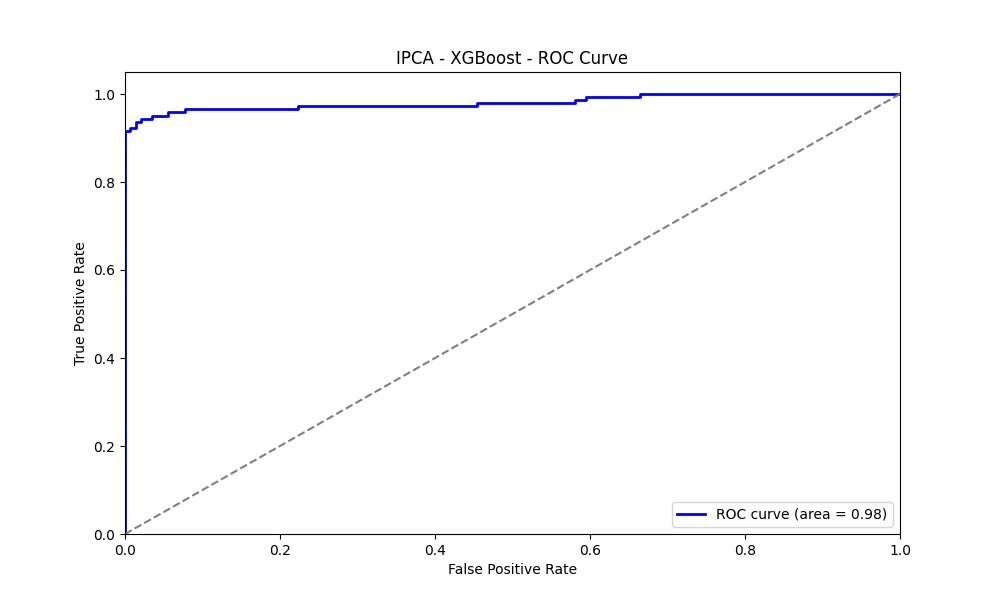 IPCA - XGBoost - ROC Curve
True Positive Rate
1.0
0.8
0.6
0.4
0.2
0.0
0.0 0.2 0.4 0.6 0.8 1.0
False Positive Rate
ROC curve (area = 0.98)